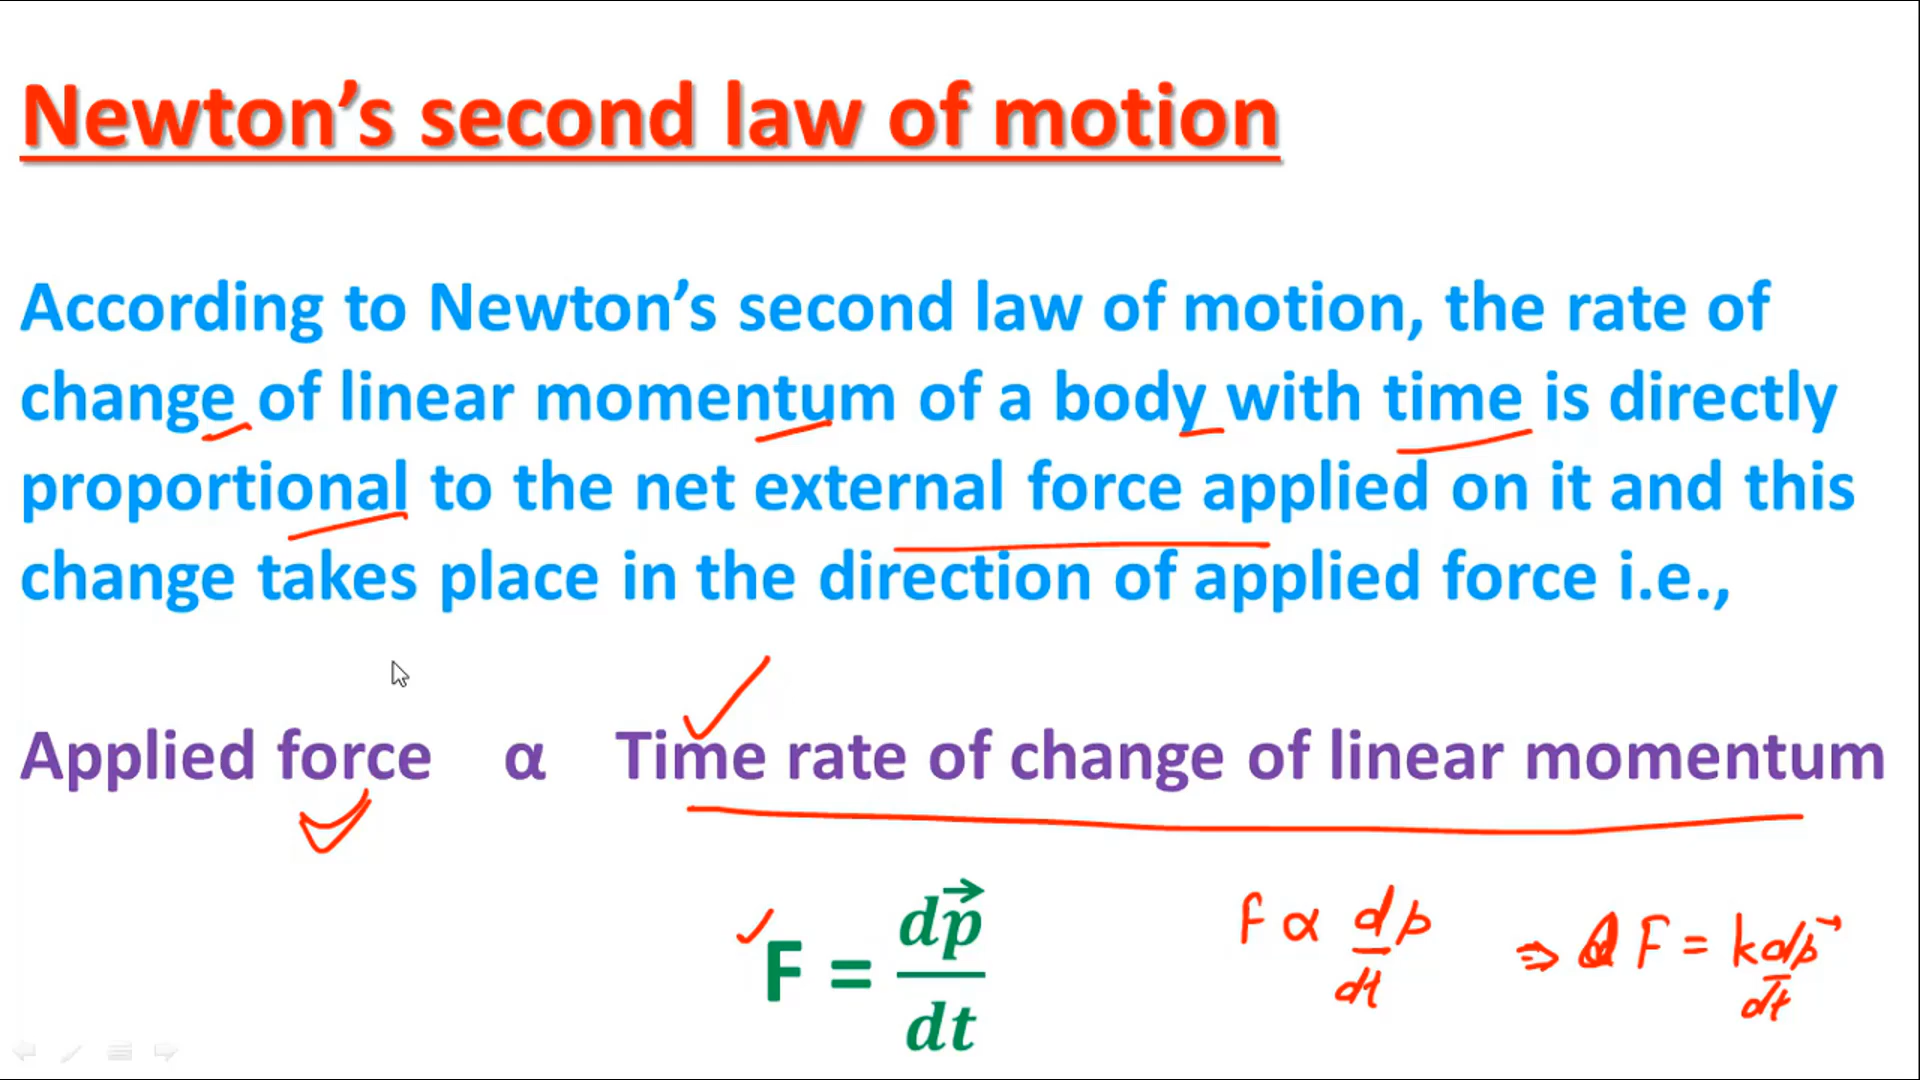 Newton’s second law of motion
According to Newton’s second law of motion, the rate of
change of linear momentum of a body with time is directly
proportional to the net external force applied on it and this
change takes place in the direction of applied force i.e.,
Applied force α Time rate of change of linear momentum
F = d\vec{p}/dt
F ∝ dp/dt ⇒ F = k d\vec{p}/dt